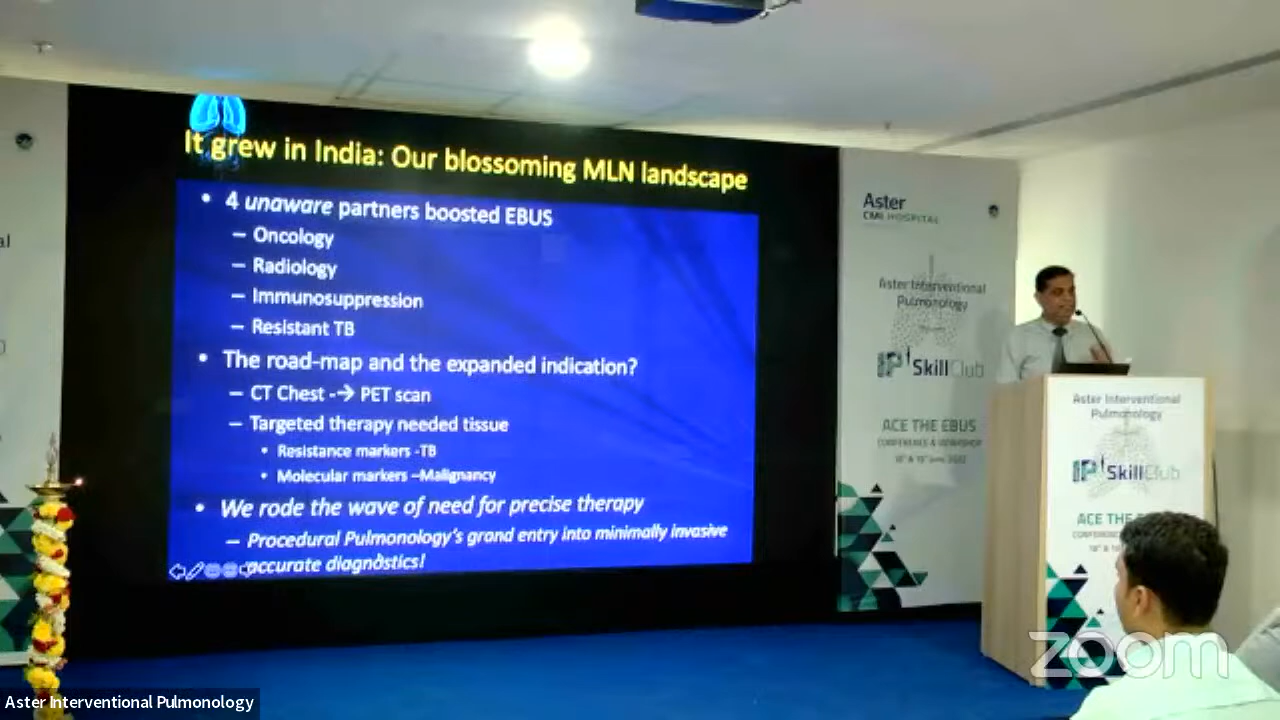 It grew in India: Our blossoming MLN landscape
• 4 unaware partners boosted EBUS
– Oncology
– Radiology
– Immunosuppression
– Resistant TB
• The road-map and the expanded indication?
– CT Chest -→ PET scan
– Targeted therapy needed tissue
• Resistance markers -TB
• Molecular markers –Malignancy
• We rode the wave of need for precise therapy
– Procedural Pulmonology's grand entry into minimally invasive
accurate diagnostics!
Aster
CMI HOSPITAL
Aster Interventional
Pulmonology
IP SkillClub
ACE THE EBUS
CONFERENCE & WORKSHOP
Aster Interventional
Pulmonology
IP SkillClub
ACE THE
zoom
Aster Interventional Pulmonology